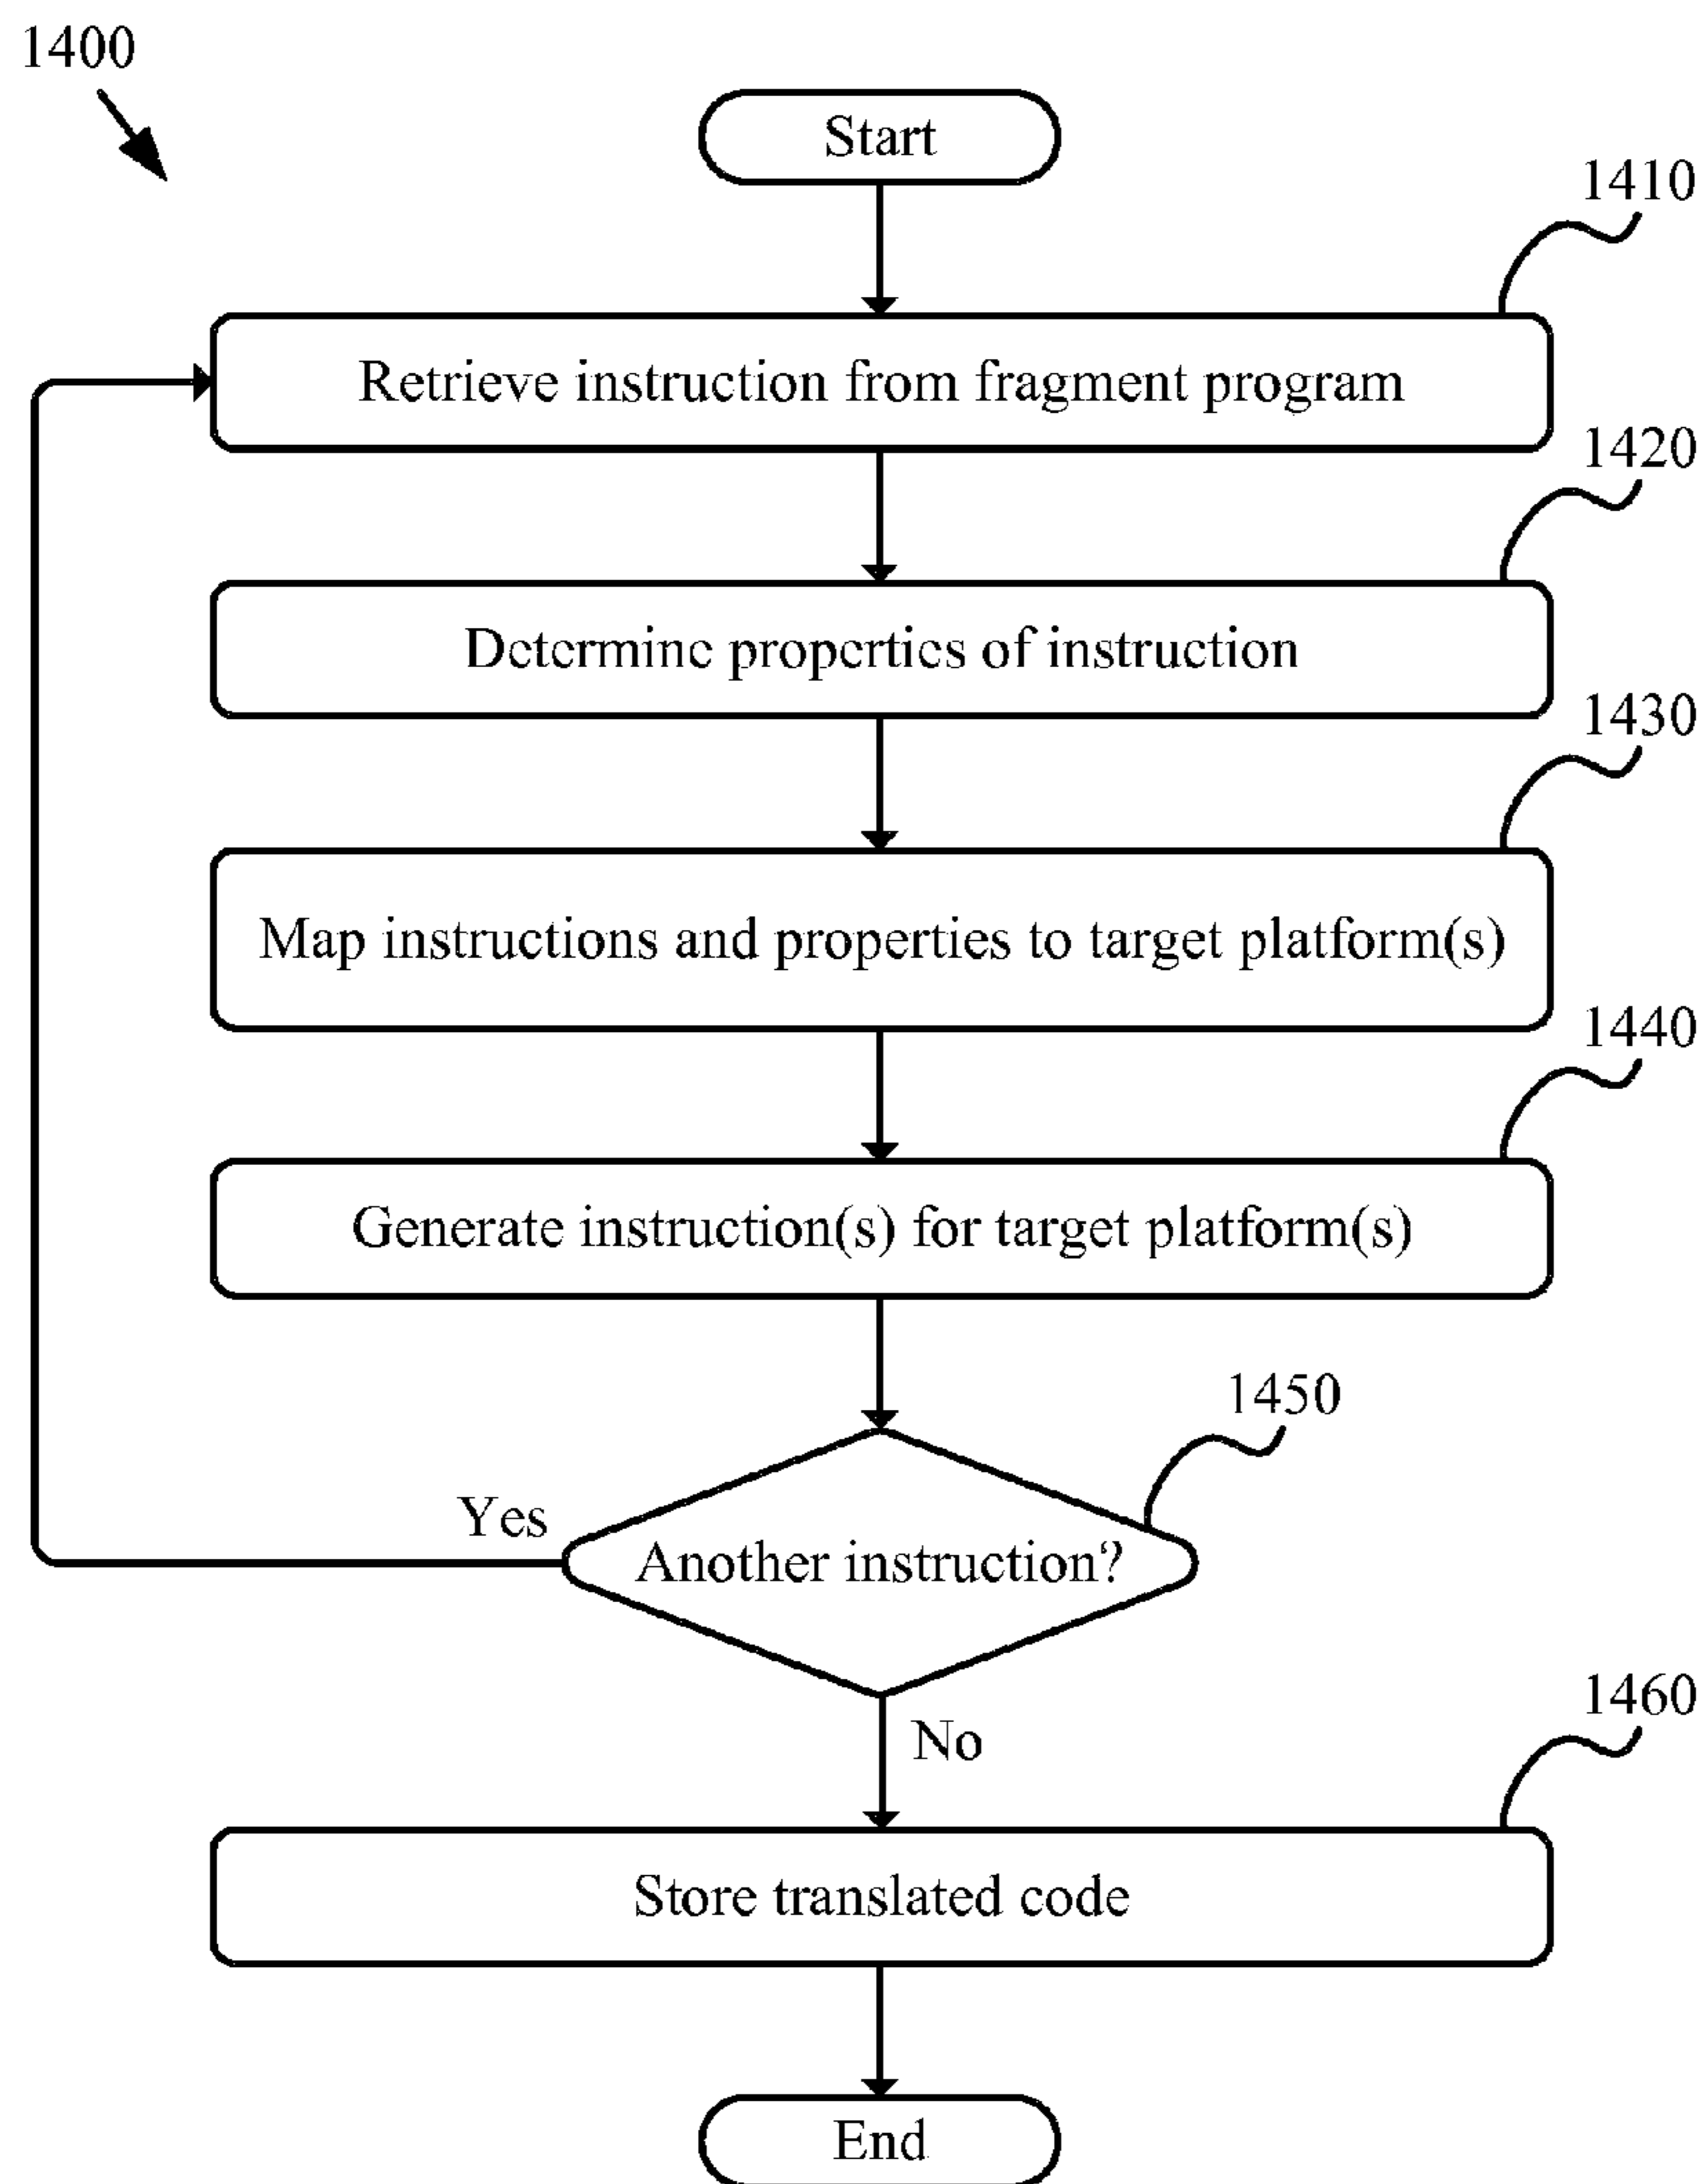 1400
Start
1410
Retrieve instruction from fragment program
1420
Determine properties of instruction
1430
Map instructions and properties to target platform(s)
1440
Generate instruction(s) for target platform(s)
1450
Yes
Another instruction?
No
1460
Store translated code
End